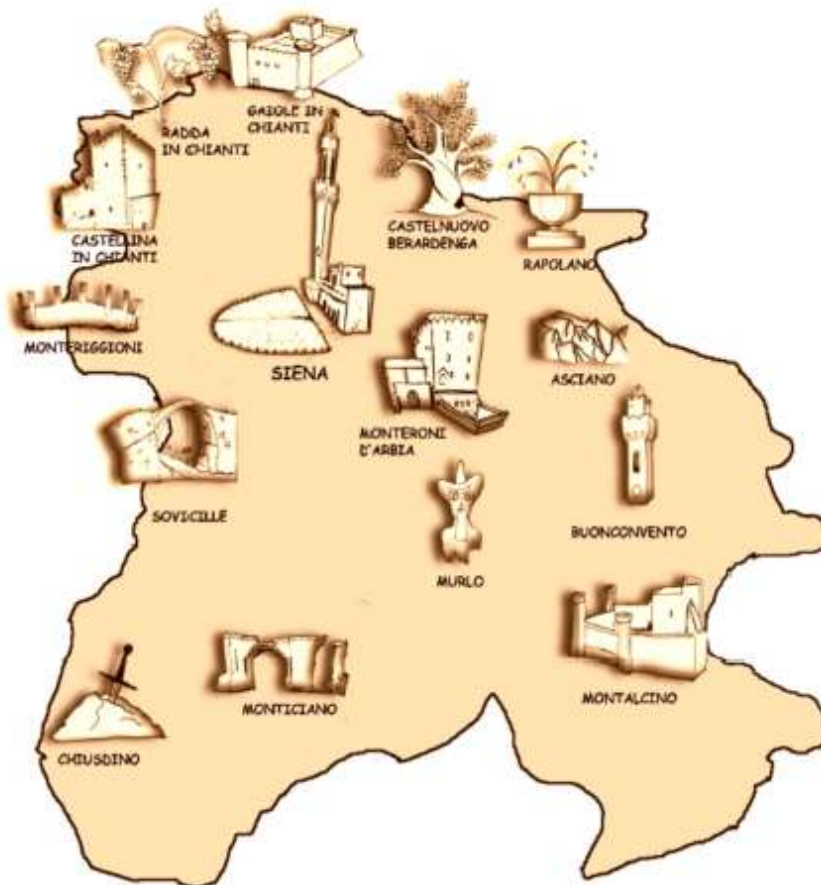 GAIOLE IN
CHIANTI
RADDA
IN CHIANTI
CASTELNUOVO
BERARDENGA
CASTELLINA
IN CHIANTI
RAPOLANO
MONTERIGGIONI
SIENA
ASCIANO
MONTERONI
D'ARBIA
SOVICILLE
BUONCONVENTO
MURLO
MONTALCINO
MONTICIANO
CHIUSDINO